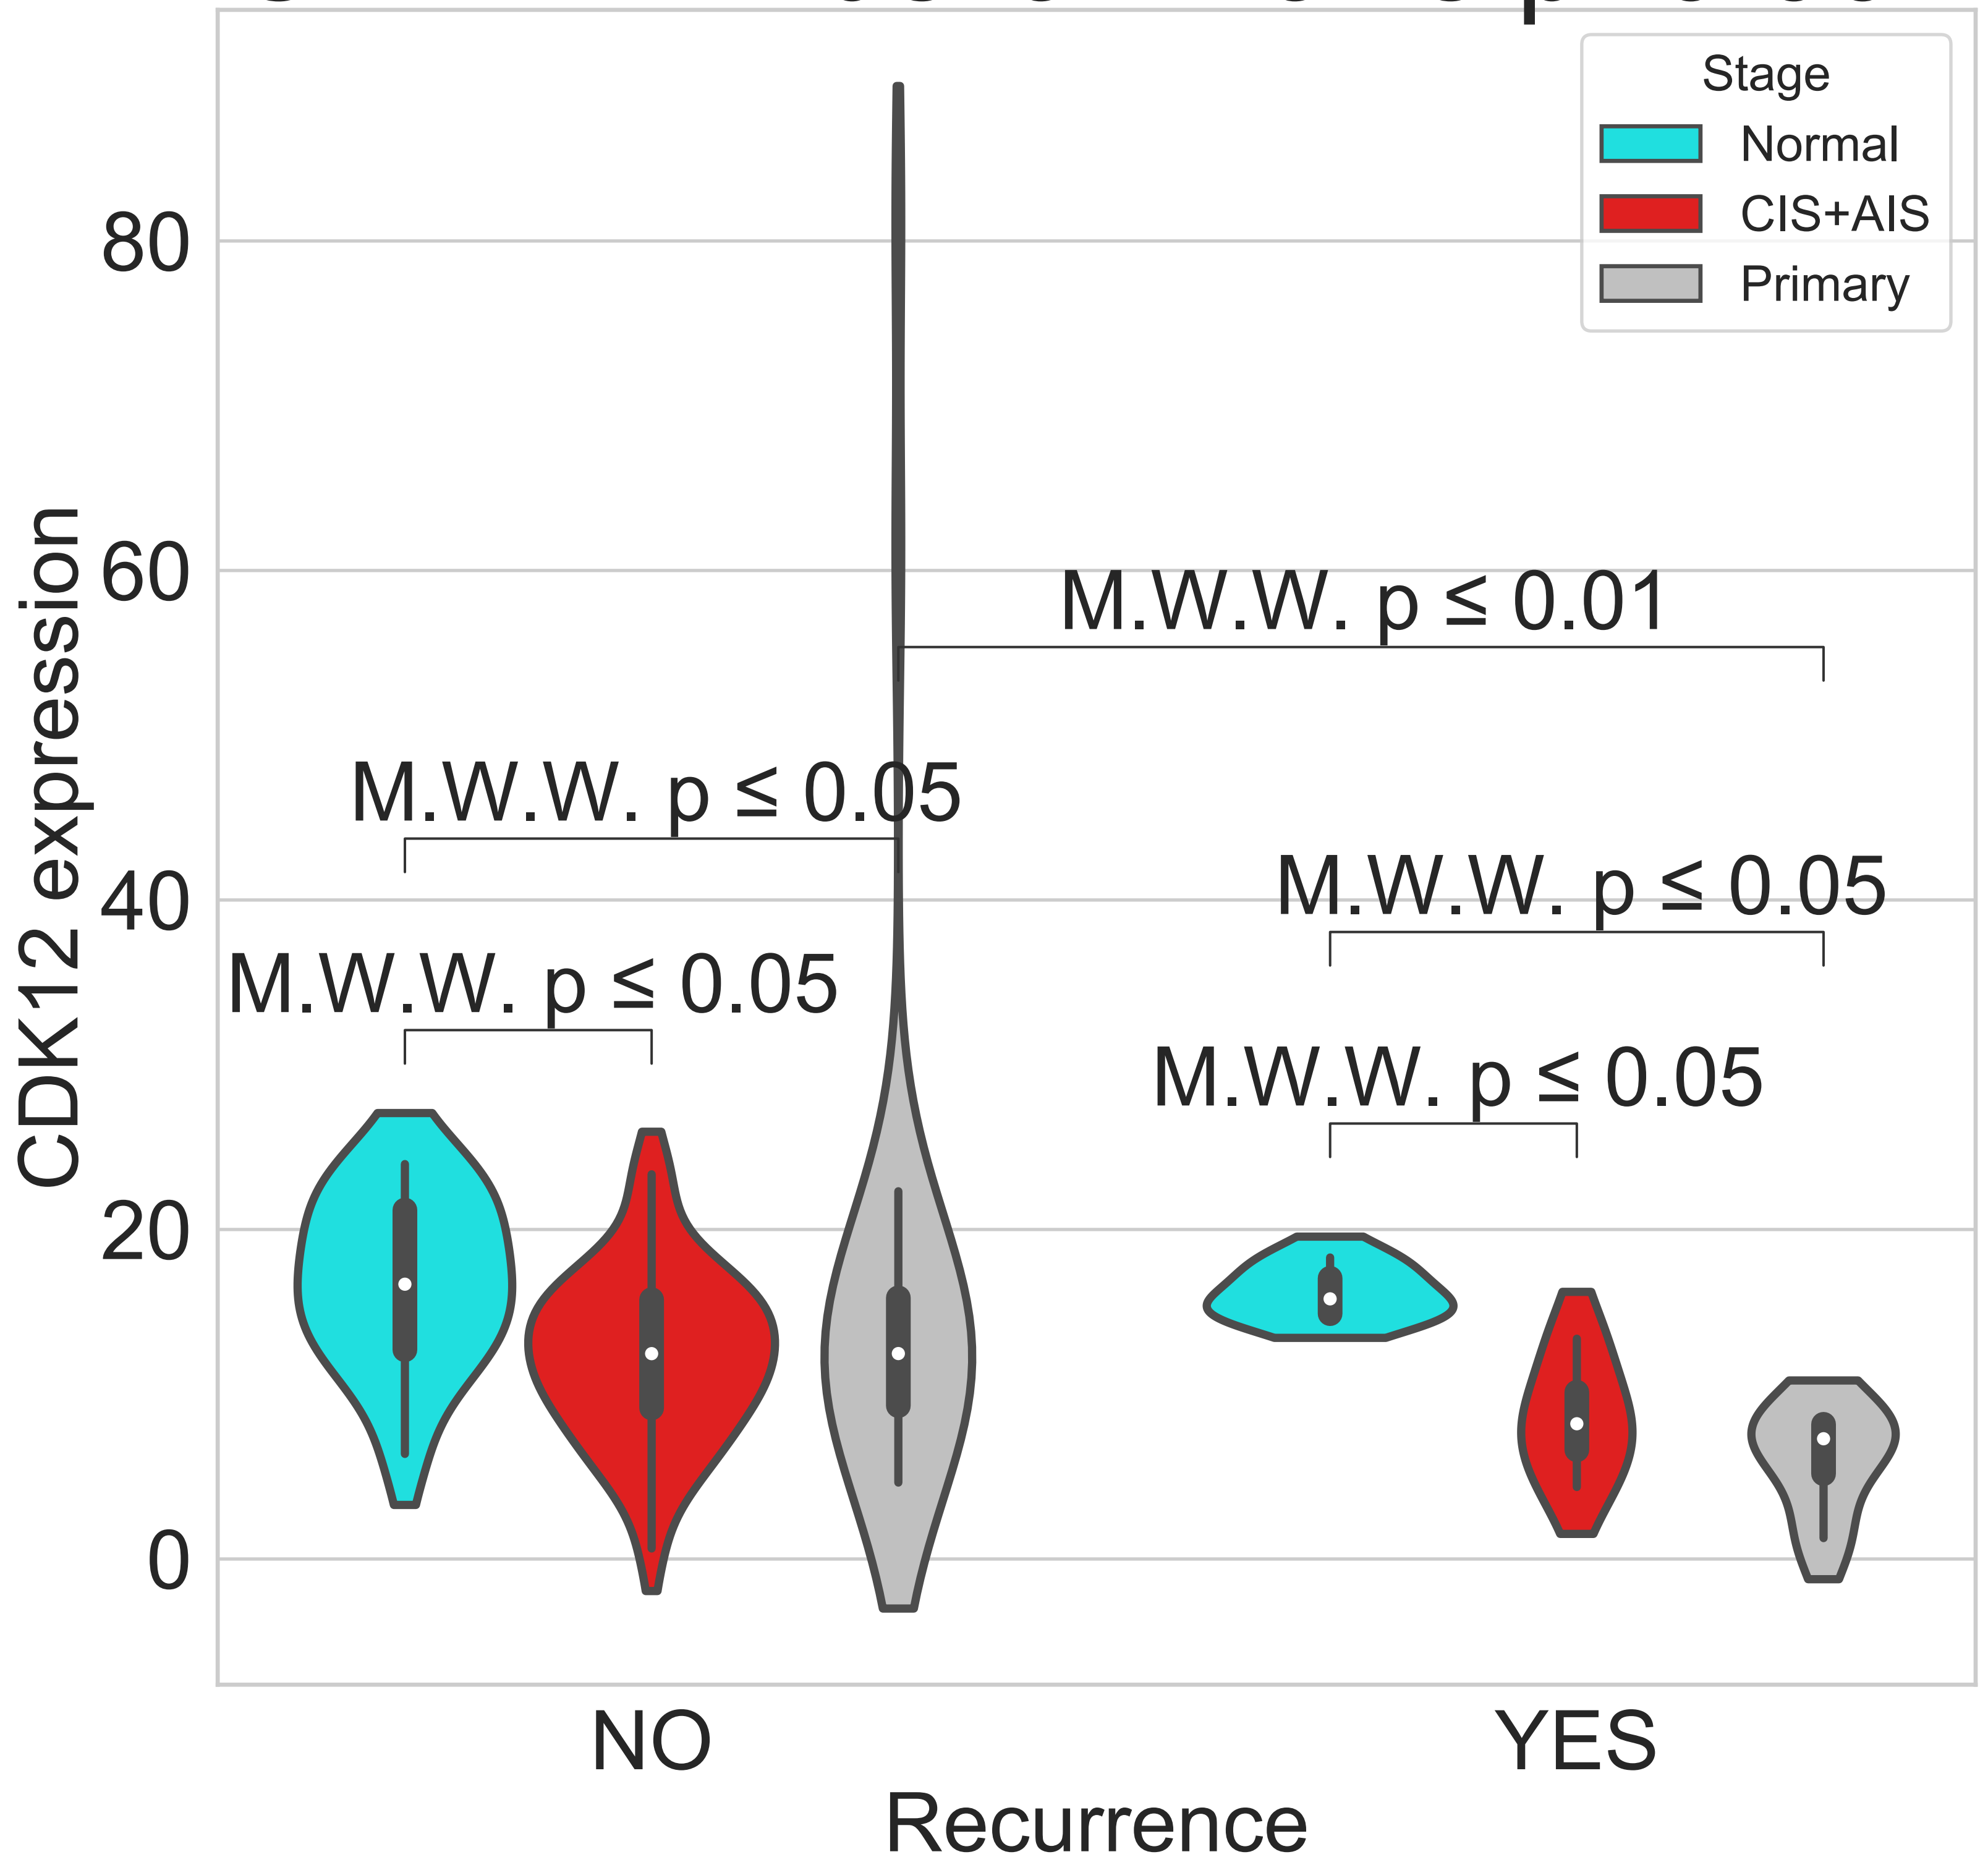 Stage
Normal
CIS+AIS
Primary
80
60
40
20
0
CDK12 expression
M.W.W. p ≤ 0.01
M.W.W. p ≤ 0.05
M.W.W. p ≤ 0.05
M.W.W. p ≤ 0.05
M.W.W. p ≤ 0.05
NO
YES
Recurrence